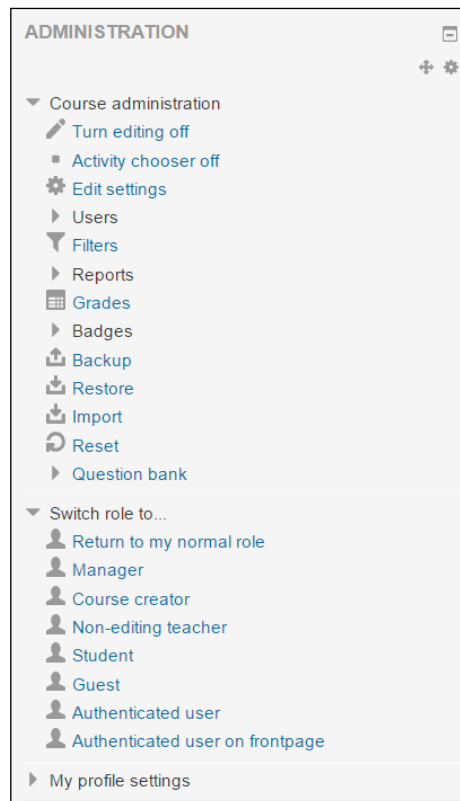 ADMINISTRATION
Course administration
Turn editing off
Activity chooser off
Edit settings
Users
Filters
Reports
Grades
Badges
Backup
Restore
Import
Reset
Question bank
Switch role to...
Return to my normal role
Manager
Course creator
Non-editing teacher
Student
Guest
Authenticated user
Authenticated user on frontpage
My profile settings